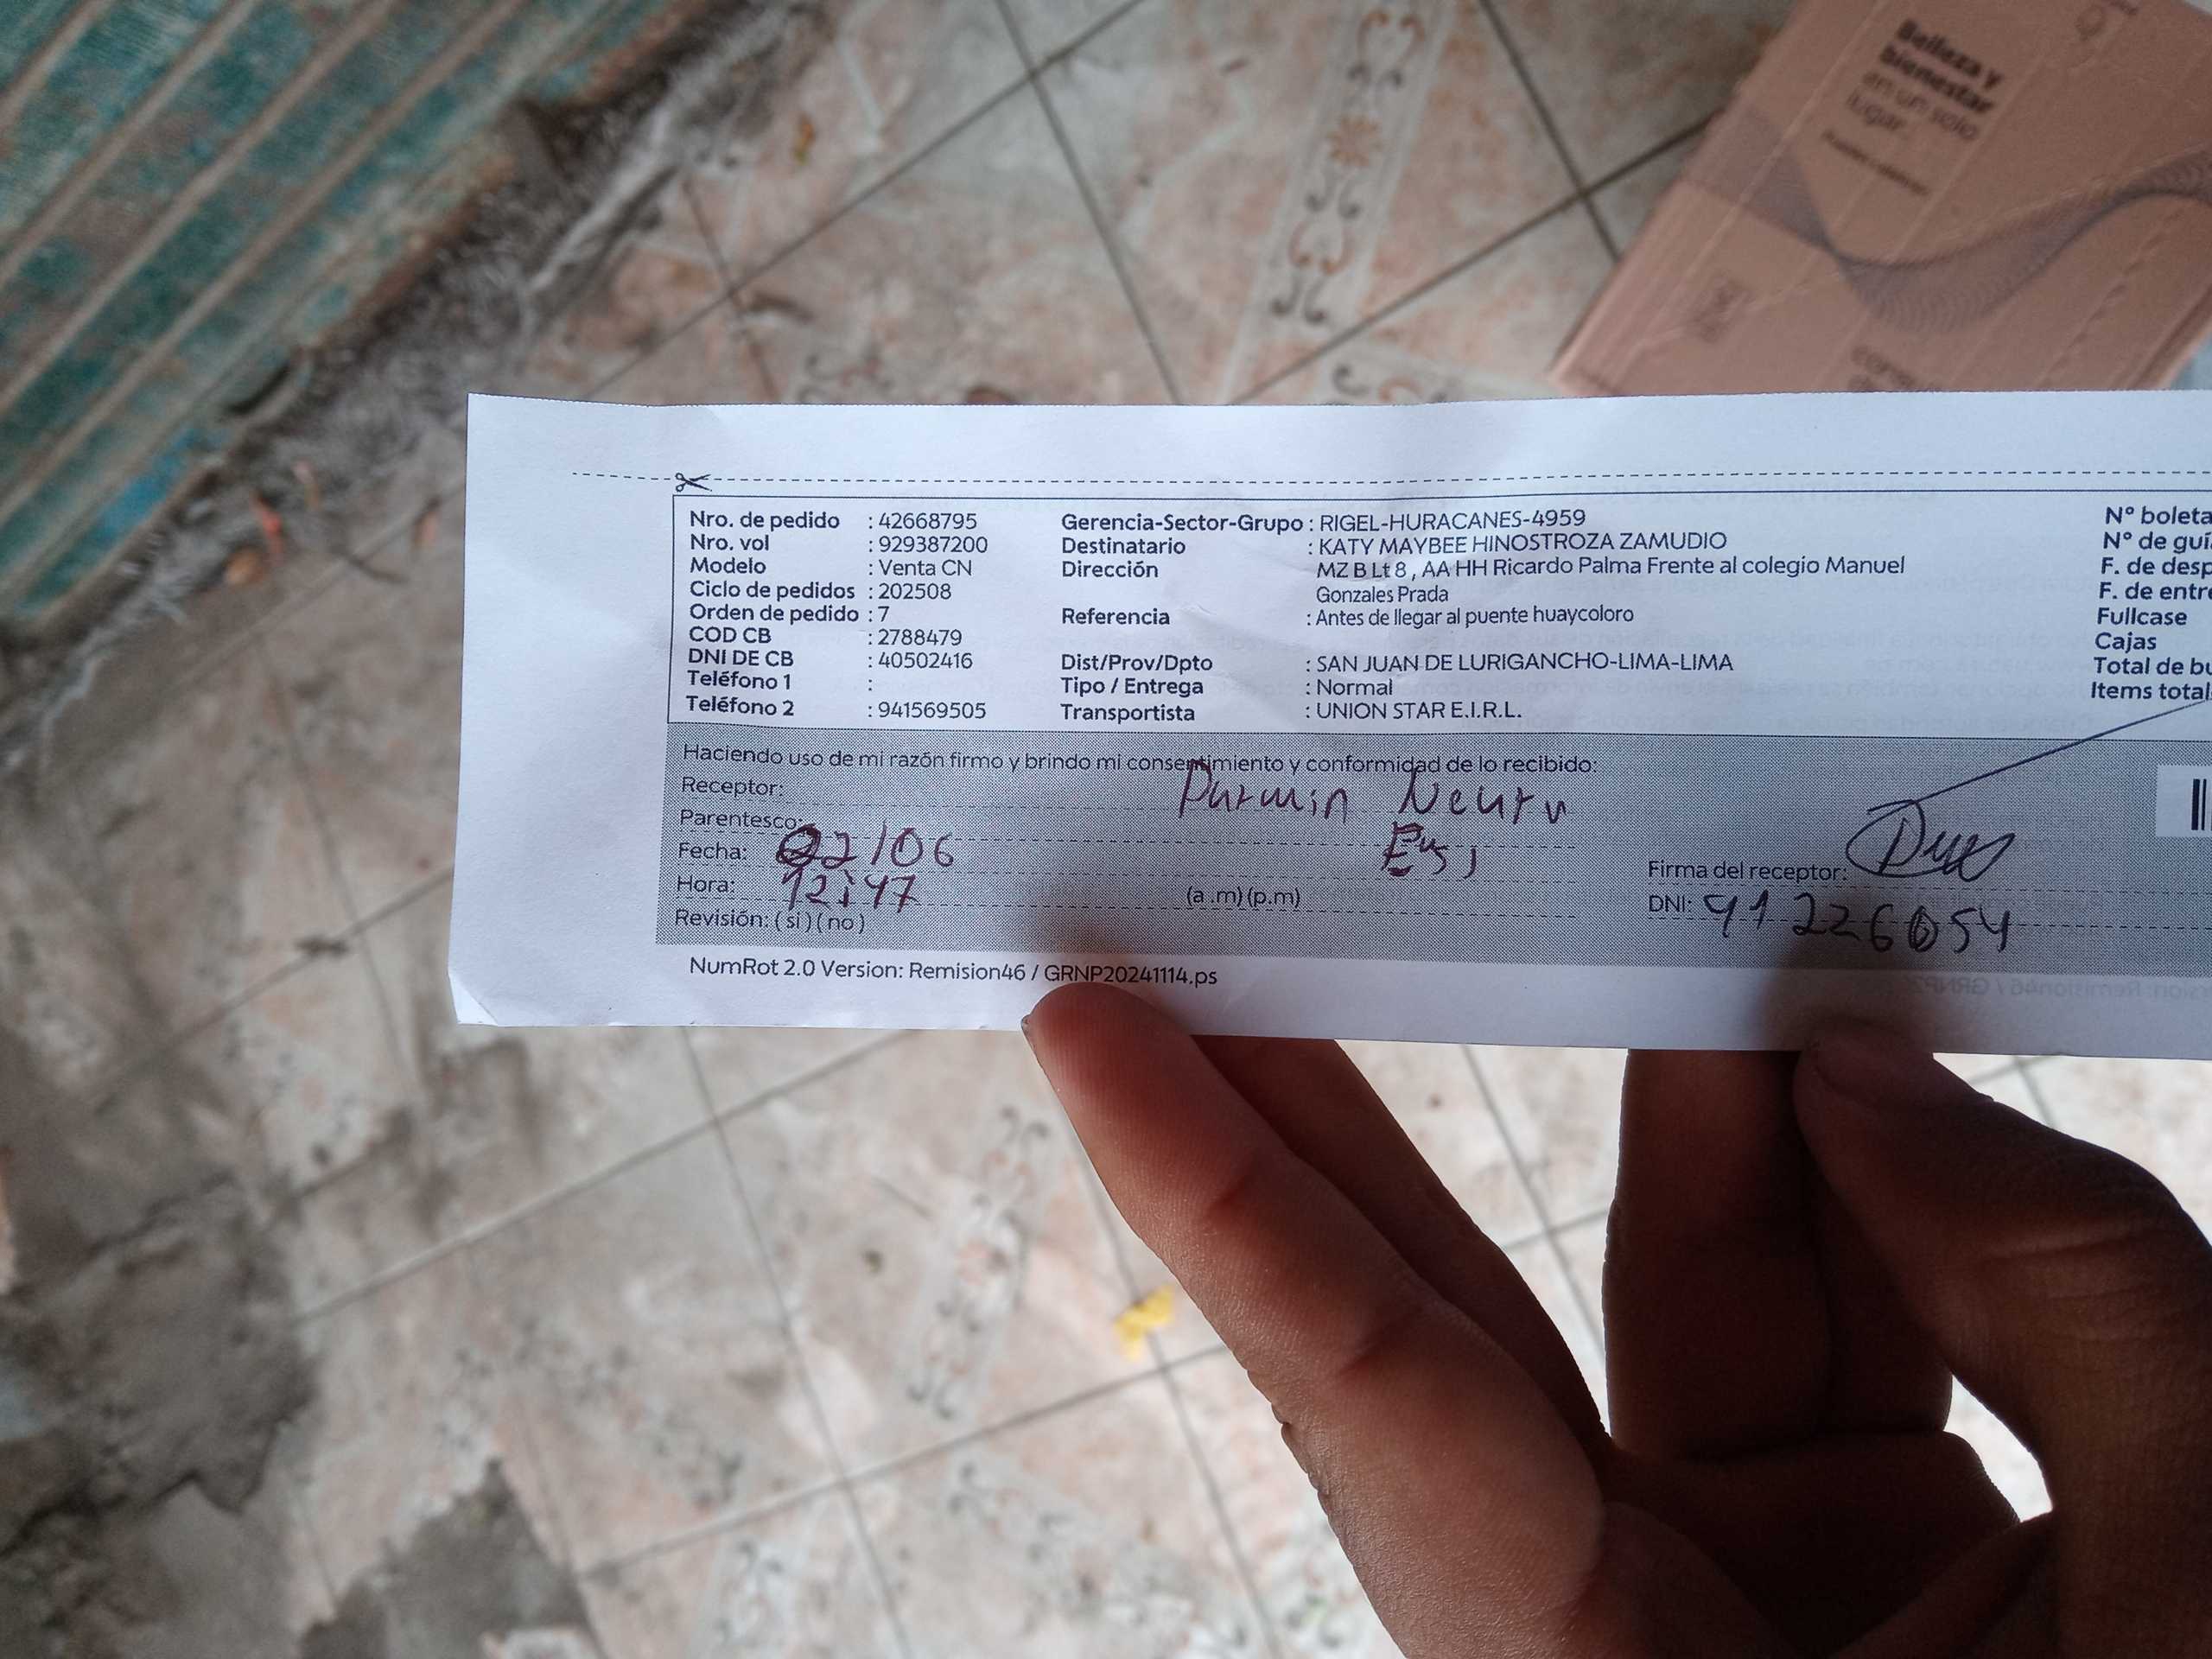 Belleza y
bienestar
en un solo
lugar.
Nro. de pedido : 42668795
Nro. vol : 929387200
Modelo : Venta CN
Ciclo de pedidos : 202508
Orden de pedido : 7
COD CB : 2788479
DNI DE CB : 40502416
Teléfono 1 :
Teléfono 2 : 941569505
Gerencia-Sector-Grupo : RIGEL-HURACANES-4959
Destinatario : KATY MAYBEE HINOSTROZA ZAMUDIO
Dirección MZ B Lt 8 , AA HH Ricardo Palma Frente al colegio Manuel
Gonzales Prada
Referencia : Antes de llegar al puente huaycoloro
Dist/Prov/Dpto : SAN JUAN DE LURIGANCHO-LIMA-LIMA
Tipo / Entrega : Normal
Transportista : UNION STAR E.I.R.L.
N° boleta
N° de guí
F. de desp
F. de entre
Fullcase
Cajas
Total de bu
Items total
Haciendo uso de mi razón firmo y brindo mi consentimiento y conformidad de lo recibido:
Receptor:
Parentesco:
Fecha: 22/06
Hora: 12:47 (a .m) (p.m)
Revisión: ( si ) ( no )
Firma del receptor:
DNI: 41226054
NumRot 2.0 Version: Remision46 / GRNP20241114.ps